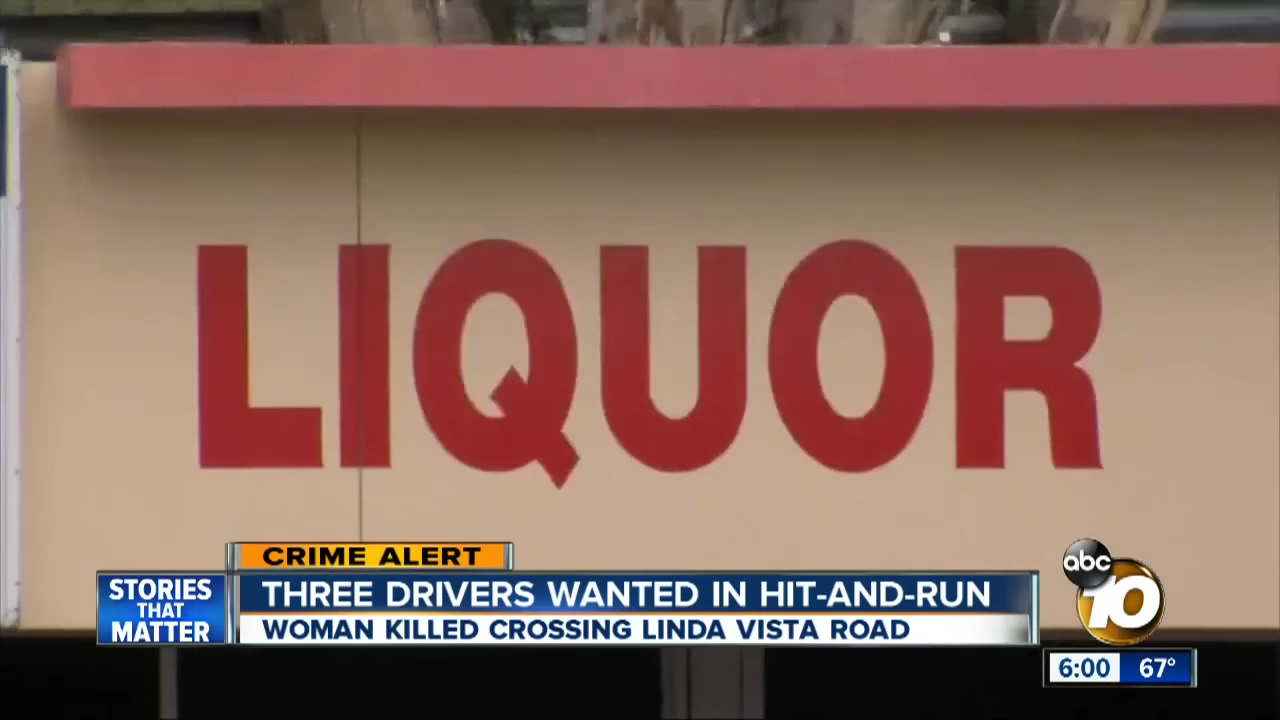 LIQUOR
CRIME ALERT
STORIES
THAT
MATTER
THREE DRIVERS WANTED IN HIT-AND-RUN
WOMAN KILLED CROSSING LINDA VISTA ROAD
abc
10
6:00 67°